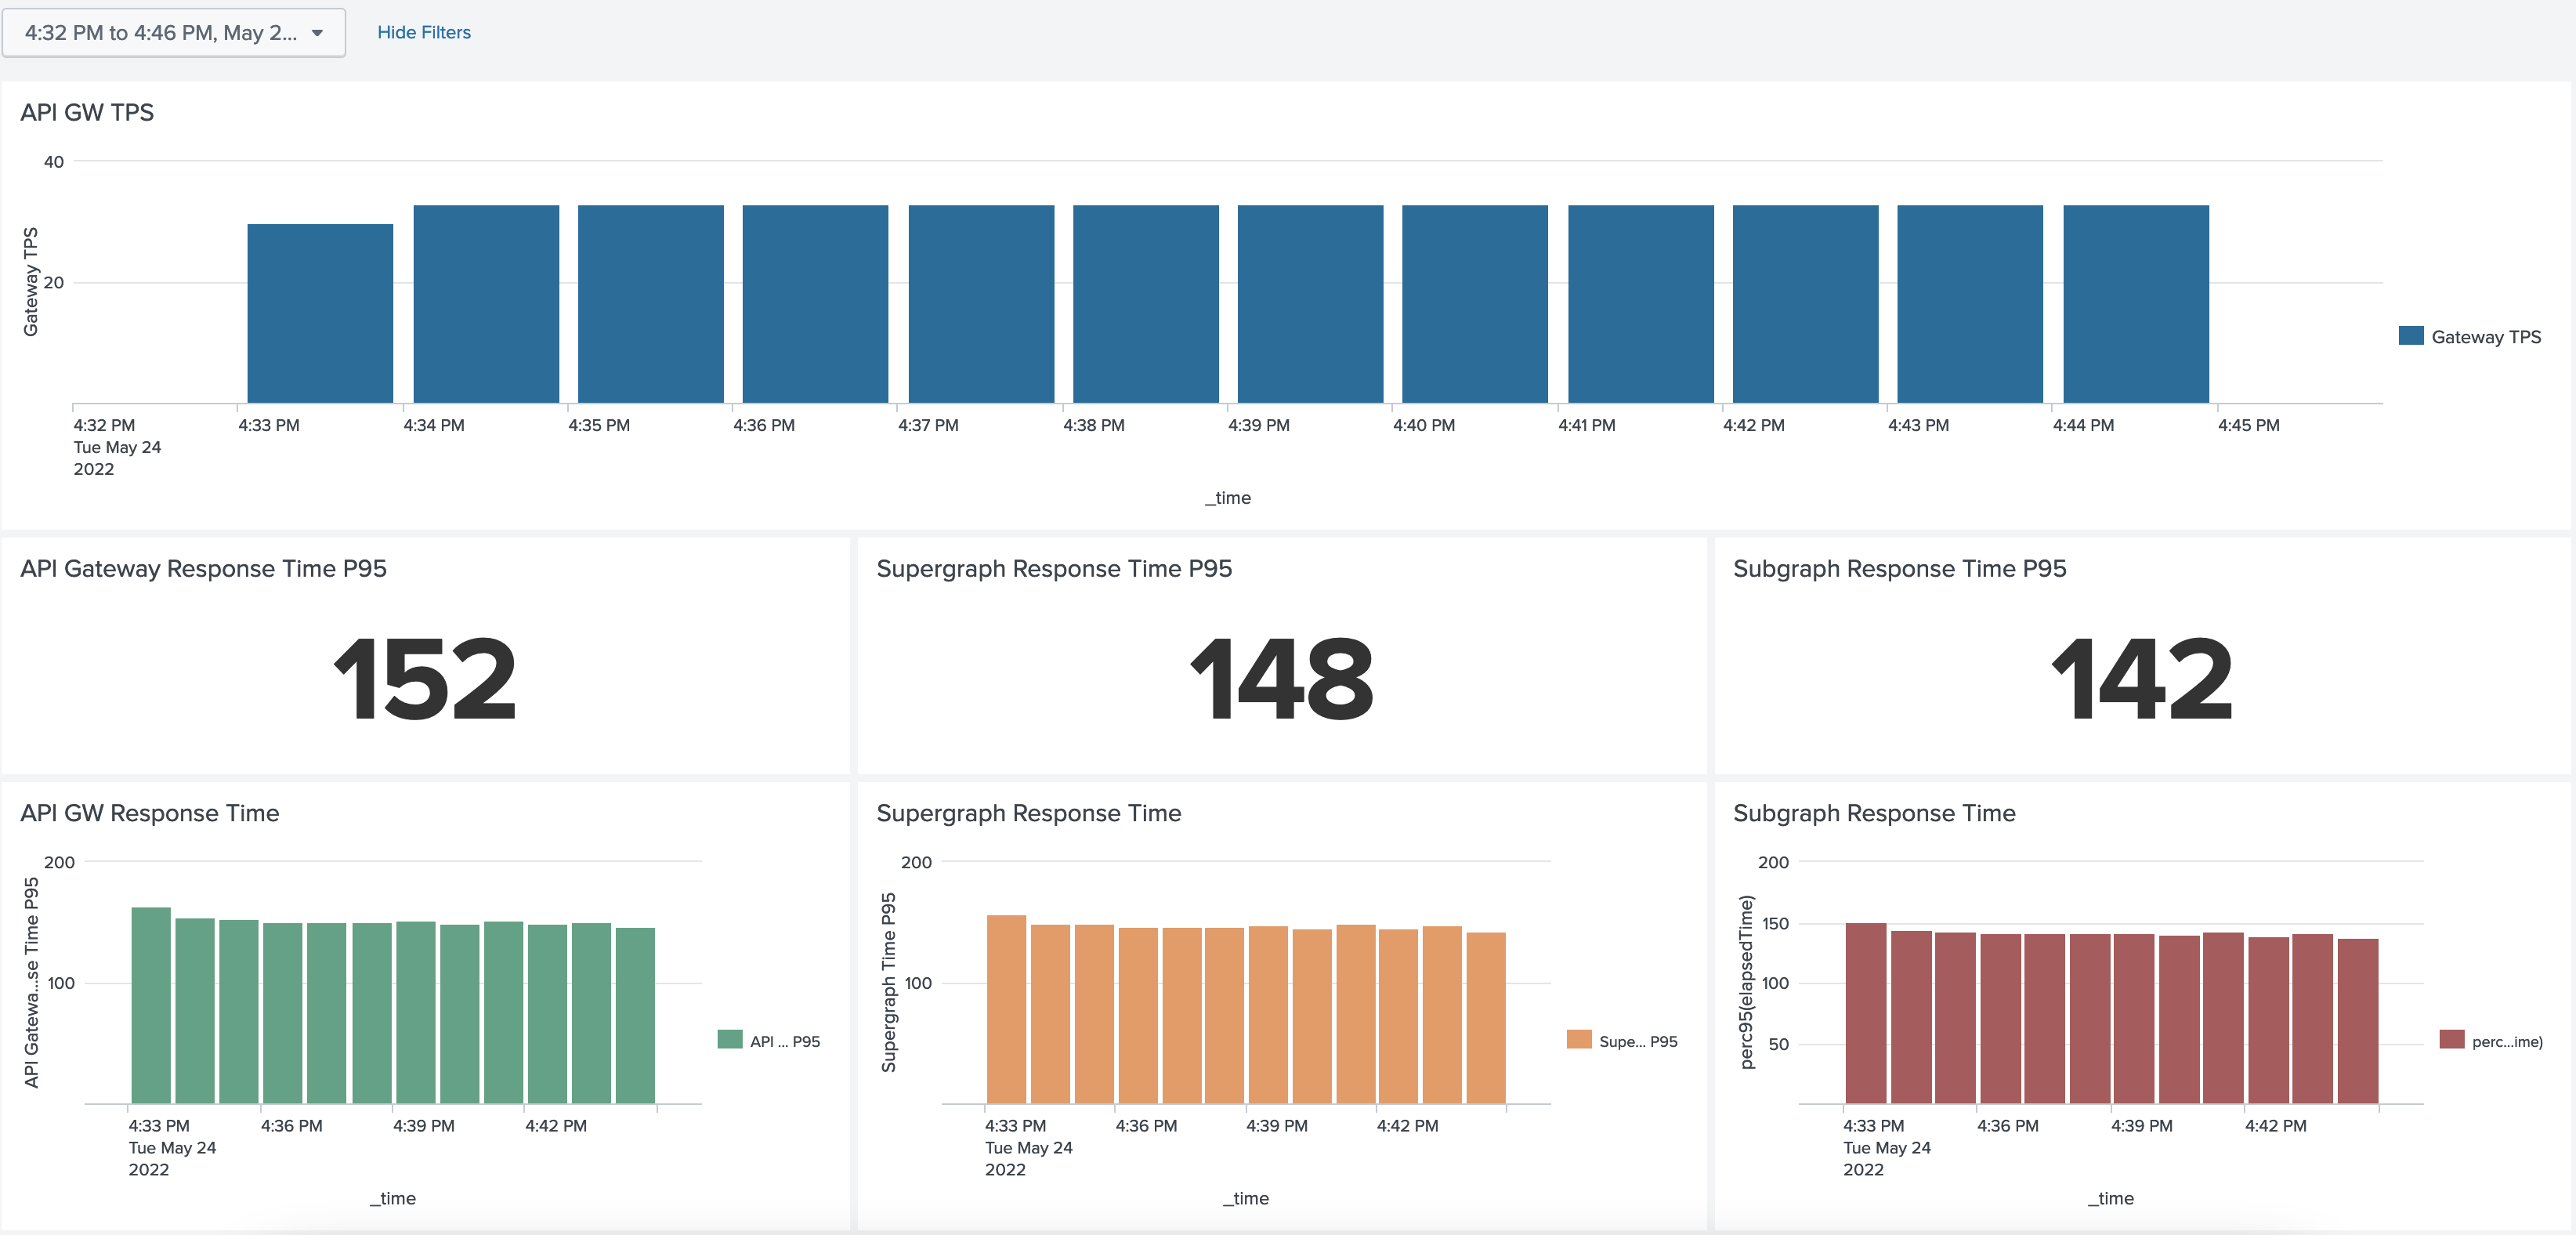 4:32 PM to 4:46 PM, May 2...
Hide Filters
API GW TPS
40
20
Gateway TPS
Gateway TPS
4:32 PM
Tue May 24
2022
4:33 PM
4:34 PM
4:35 PM
4:36 PM
4:37 PM
4:38 PM
4:39 PM
4:40 PM
4:41 PM
4:42 PM
4:43 PM
4:44 PM
4:45 PM
_time
API Gateway Response Time P95
152
Supergraph Response Time P95
148
Subgraph Response Time P95
142
API GW Response Time
200
100
API Gatewa...se Time P95
API ... P95
4:33 PM
Tue May 24
2022
4:36 PM
4:39 PM
4:42 PM
_time
Supergraph Response Time
200
100
Supergraph Time P95
Supe... P95
4:33 PM
Tue May 24
2022
4:36 PM
4:39 PM
4:42 PM
_time
Subgraph Response Time
200
150
100
50
perc95(elapsedTime)
perc...ime)
4:33 PM
Tue May 24
2022
4:36 PM
4:39 PM
4:42 PM
_time